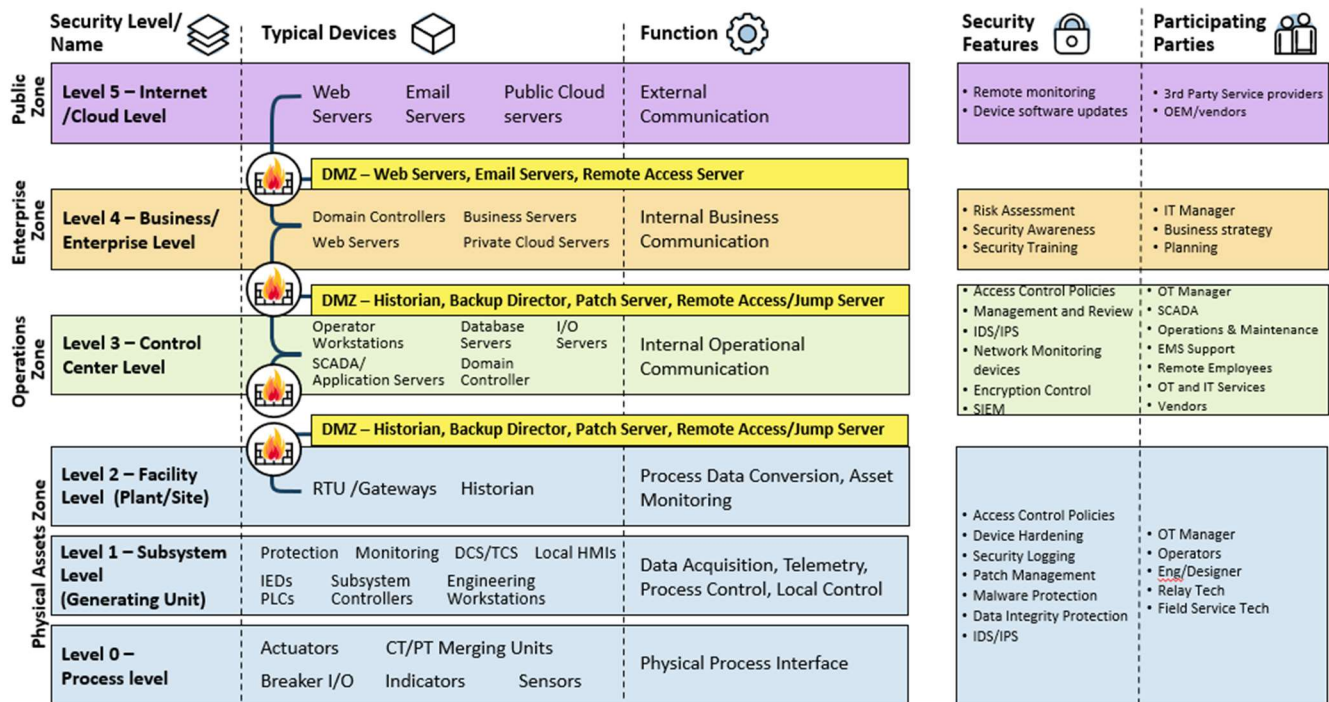 Security Level/
Name
Typical Devices
Function
Security
Features
Participating
Parties
Public
Zone
Level 5 – Internet
/Cloud Level
Web
Servers
Email
Servers
Public Cloud
servers
External
Communication
• Remote monitoring
• Device software updates
• 3rd Party Service providers
• OEM/vendors
DMZ – Web Servers, Email Servers, Remote Access Server
Enterprise
Zone
Level 4 – Business/
Enterprise Level
Domain Controllers
Business Servers
Web Servers
Private Cloud Servers
Internal Business
Communication
• Risk Assessment
• Security Awareness
• Security Training
• IT Manager
• Business strategy
• Planning
DMZ – Historian, Backup Director, Patch Server, Remote Access/Jump Server
Operations
Zone
Level 3 – Control
Center Level
Operator
Workstations
Database
Servers
I/O
Servers
SCADA/
Application Servers
Domain
Controller
Internal Operational
Communication
• Access Control Policies
• Management and Review
• IDS/IPS
• Network Monitoring
devices
• Encryption Control
• SIEM
• OT Manager
• SCADA
• Operations & Maintenance
• EMS Support
• Remote Employees
• OT and IT Services
• Vendors
DMZ – Historian, Backup Director, Patch Server, Remote Access/Jump Server
Physical Assets Zone
Level 2 – Facility
Level (Plant/Site)
RTU /Gateways
Historian
Process Data Conversion, Asset
Monitoring
Level 1 – Subsystem
Level
(Generating Unit)
Protection
Monitoring
DCS/TCS
Local HMIs
IEDs
PLCs
Subsystem
Controllers
Engineering
Workstations
Data Acquisition, Telemetry,
Process Control, Local Control
Level 0 –
Process level
Actuators
CT/PT Merging Units
Breaker I/O
Indicators
Sensors
Physical Process Interface
• Access Control Policies
• Device Hardening
• Security Logging
• Patch Management
• Malware Protection
• Data Integrity Protection
• IDS/IPS
• OT Manager
• Operators
• Eng/Designer
• Relay Tech
• Field Service Tech